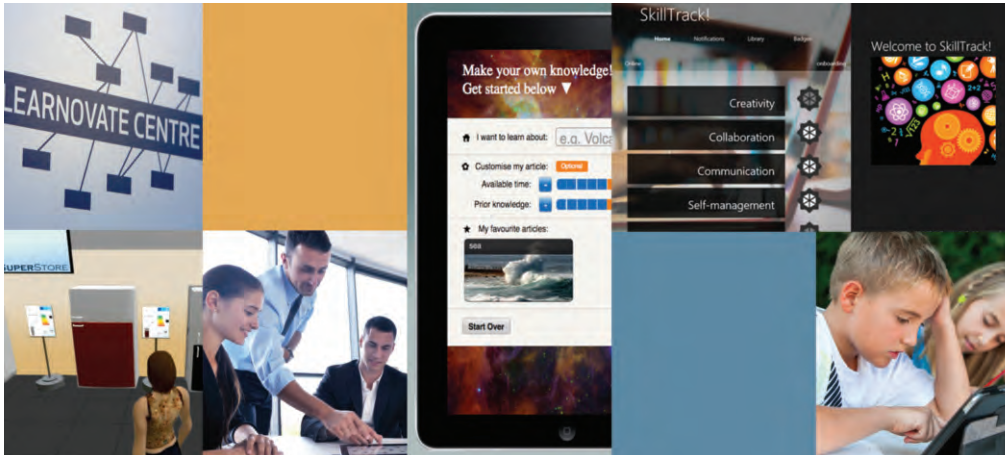 LEARNOVATE CENTRE
Make your own knowledge!
Get started below ▼
I want to learn about:
e.g. Volca
Customise my article:
Optional
Available time:
Prior knowledge:
My favourite articles:
sea
Start Over
SkillTrack!
Home
Notifications
Library
Badges
Online
onboarding
Creativity
Collaboration
Communication
Self-management
Welcome to SkillTrack!
SUPERSTORE